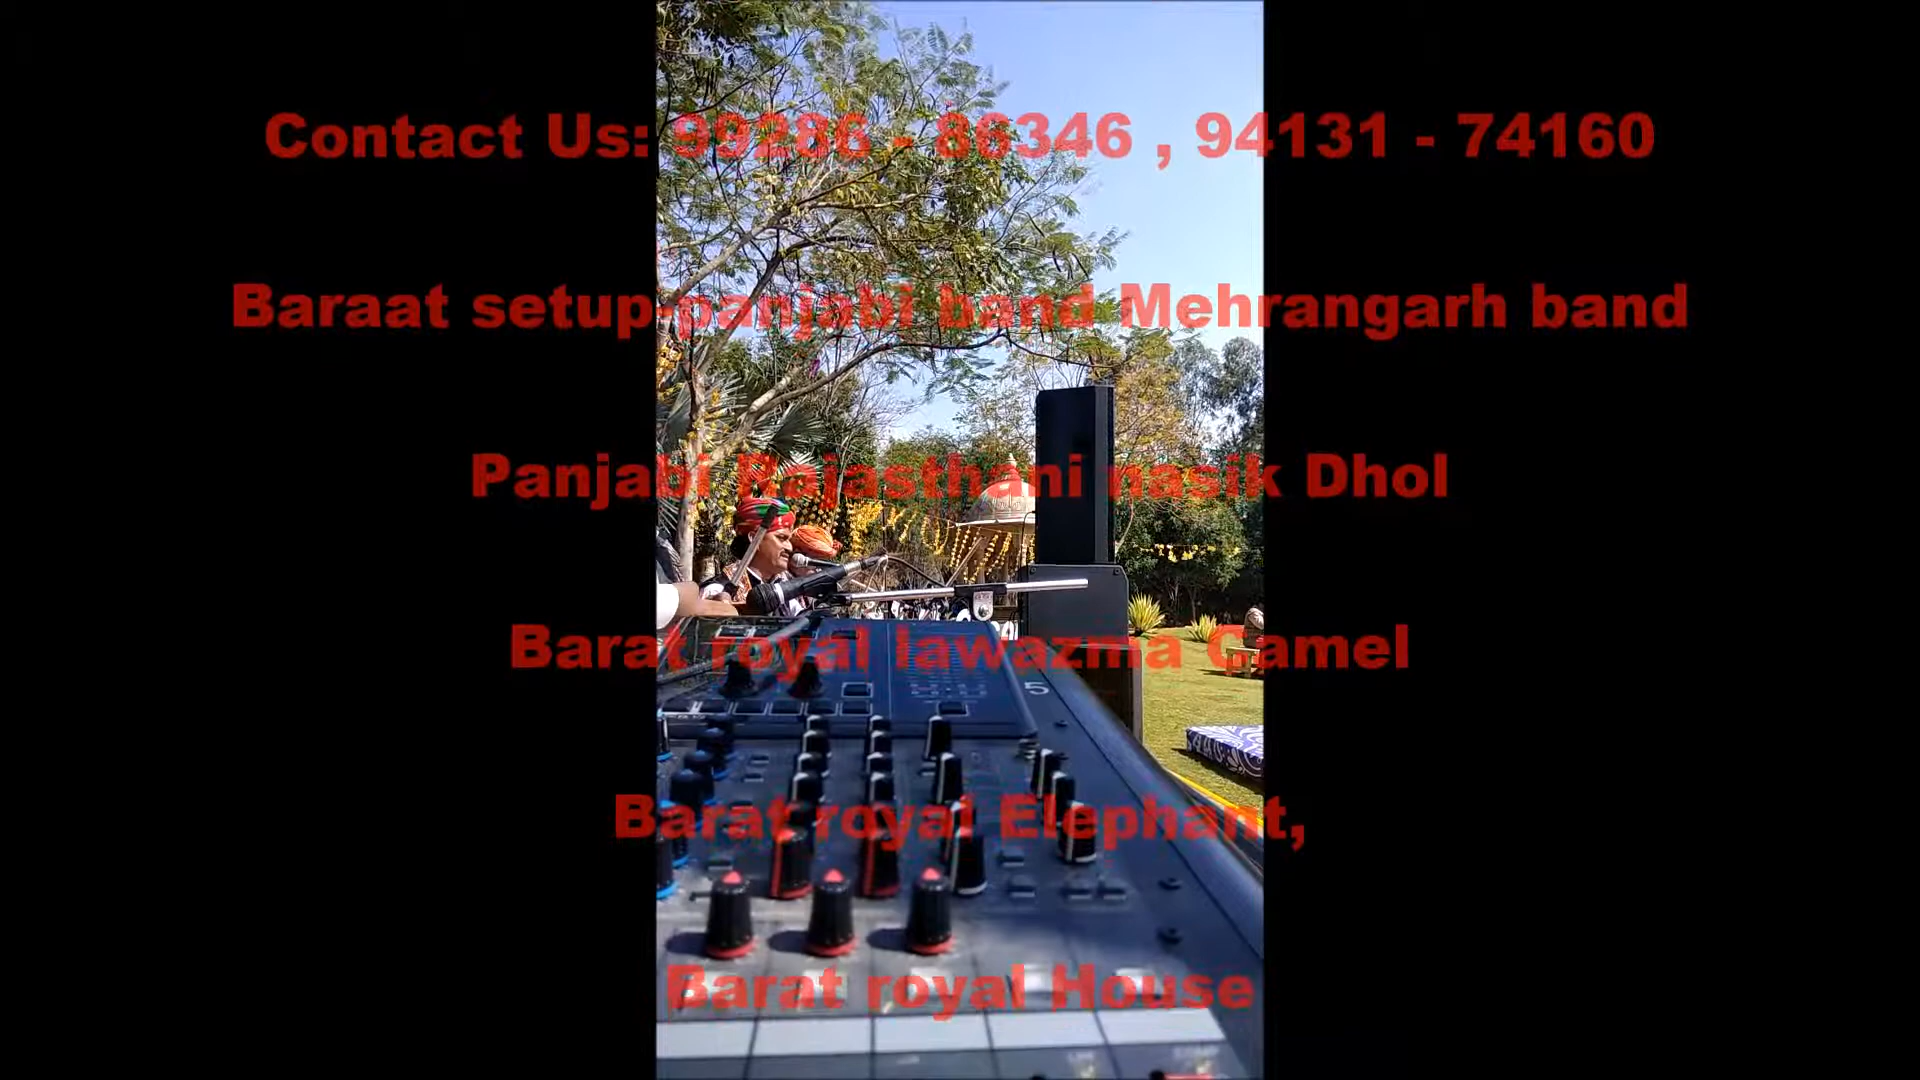 Contact Us: 99286 - 86346 , 94131 - 74160
Baraat setup-panjabi band Mehrangarh band
Panjabi Rajasthani nasik Dhol
Barat royal lawazma Camel
5
Barat royal Elephant,
Barat royal House